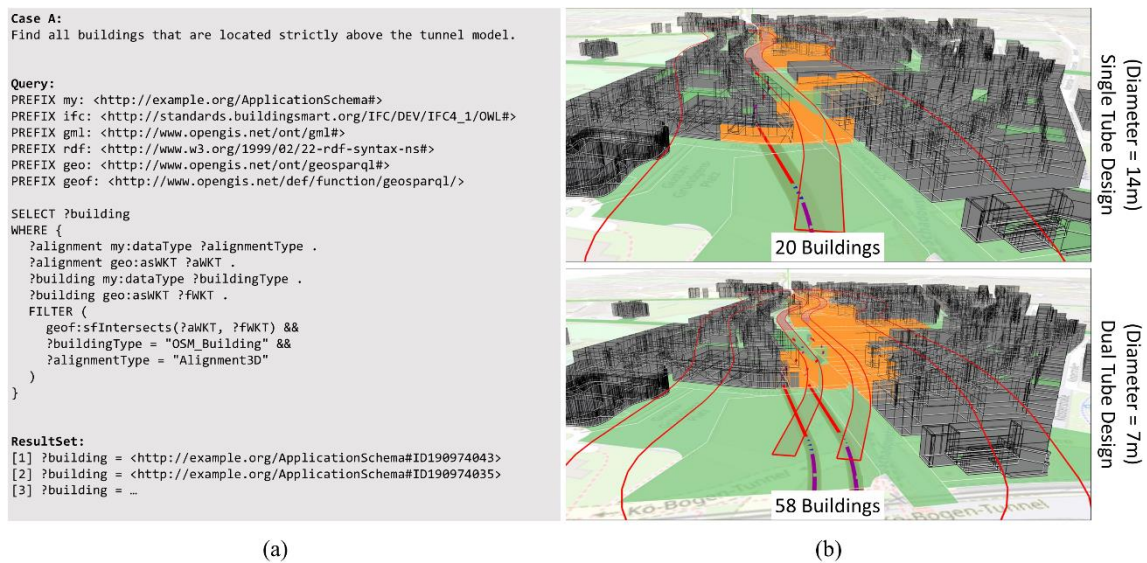 Case A:
Find all buildings that are located strictly above the tunnel model.
Query:
PREFIX my: <http://example.org/ApplicationSchema#>
PREFIX ifc: <http://standards.buildingsmart.org/IFC/DEV/IFC4_1/OWL#>
PREFIX gml: <http://www.opengis.net/ont/gml#>
PREFIX rdf: <http://www.w3.org/1999/02/22-rdf-syntax-ns#>
PREFIX geo: <http://www.opengis.net/ont/geosparql#>
PREFIX geof: <http://www.opengis.net/def/function/geosparql/>
SELECT ?building
WHERE {
?alignment my:dataType ?alignmentType .
?alignment geo:asWKT ?aWKT .
?building my:dataType ?buildingType .
?building geo:asWKT ?fWKT .
FILTER (
geof:sfIntersects(?aWKT, ?fWKT) &&
?buildingType = "OSM_Building" &&
?alignmentType = "Alignment3D"
)
}
ResultSet:
[1] ?building = <http://example.org/ApplicationSchema#ID190974043>
[2] ?building = <http://example.org/ApplicationSchema#ID190974035>
[3] ?building = …
(a)
20 Buildings
Single Tube Design
(Diameter = 14m)
58 Buildings
Kö-Bogen-Tunnel
Kö-Bogen-Tunnel
Dual Tube Design
(Diameter = 7m)
(b)